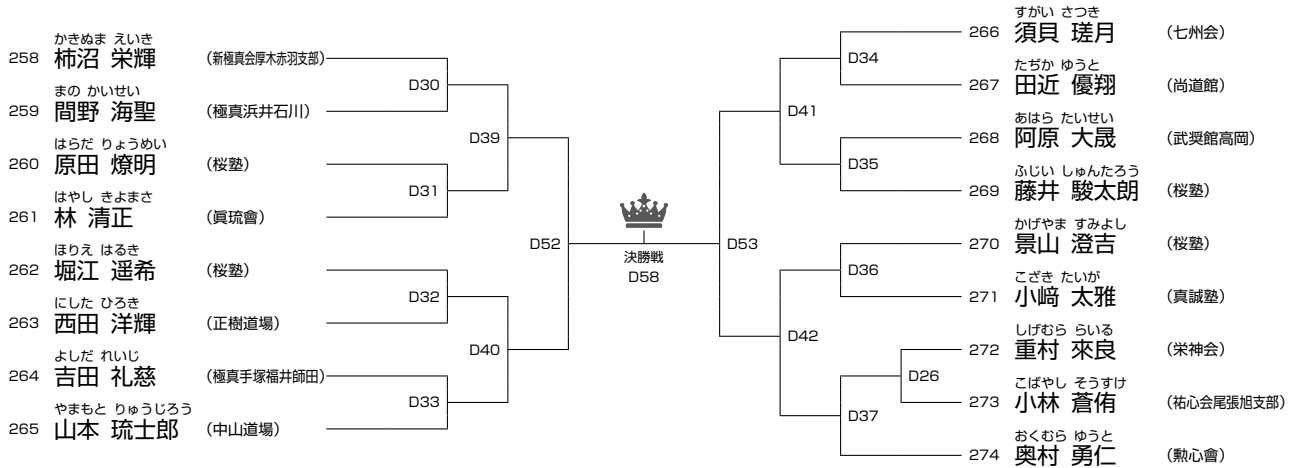 かきぬま えいき
258 柿沼 栄輝 （新極真会厚木赤羽支部）
まの かいせい
259 間野 海聖 （極真浜井石川）
はらだ りょうめい
260 原田 燎明 （桜塾）
はやし きよまさ
261 林 清正 （眞琉會）
ほりえ はるき
262 堀江 遥希 （桜塾）
にした ひろき
263 西田 洋輝 （正樹道場）
よしだ れいじ
264 吉田 礼慈 （極真手塚福井師田）
やまもと りゅうじろう
265 山本 琉士郎 （中山道場）
D30
D31
D32
D33
D39
D40
D52
決勝戦
D58
D53
D41
D42
D34
D35
D36
D37
D26
すがい さつき
266 須貝 瑳月 （七州会）
たぢか ゆうと
267 田近 優翔 （尚道館）
あはら たいせい
268 阿原 大晟 （武奨館高岡）
ふじい しゅんたろう
269 藤井 駿太朗 （桜塾）
かげやま すみよし
270 景山 澄吉 （桜塾）
こざき たいが
271 小﨑 太雅 （真誠塾）
しげむら らいる
272 重村 來良 （栄神会）
こばやし そうすけ
273 小林 蒼侑 （祐心会尾張旭支部）
おくむら ゆうと
274 奥村 勇仁 （勲心會）